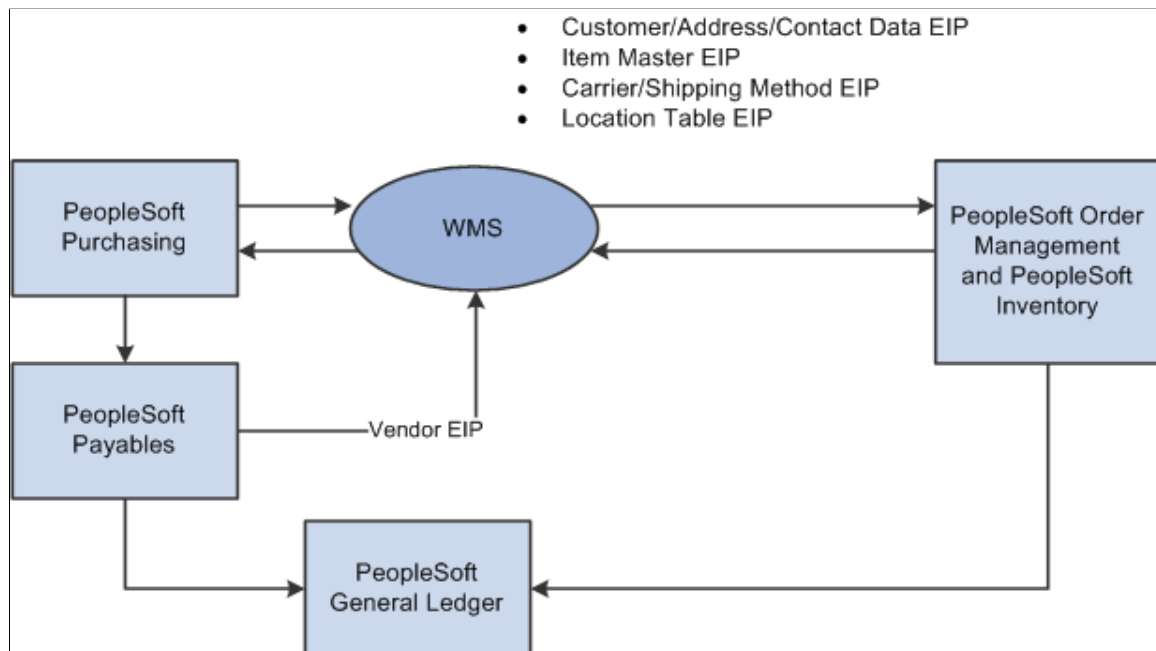 • Customer/Address/Contact Data EIP
• Item Master EIP
• Carrier/Shipping Method EIP
• Location Table EIP
PeopleSoft
Purchasing
WMS
PeopleSoft Order
Management
and PeopleSoft
Inventory
PeopleSoft
Payables
Vendor EIP
PeopleSoft
General Ledger